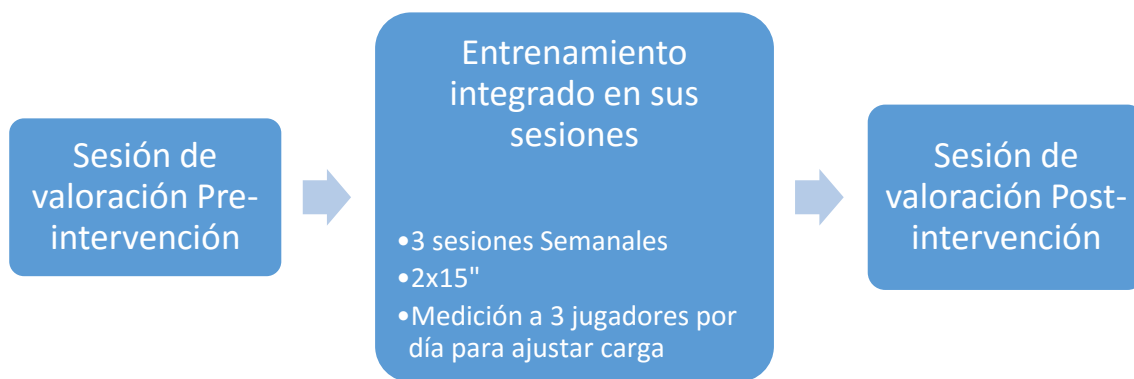 Sesión de
valoración Pre-
intervención
Entrenamiento
integrado en sus
sesiones
•3 sesiones Semanales
•2x15"
•Medición a 3 jugadores por
día para ajustar carga
Sesión de
valoración Post-
intervención